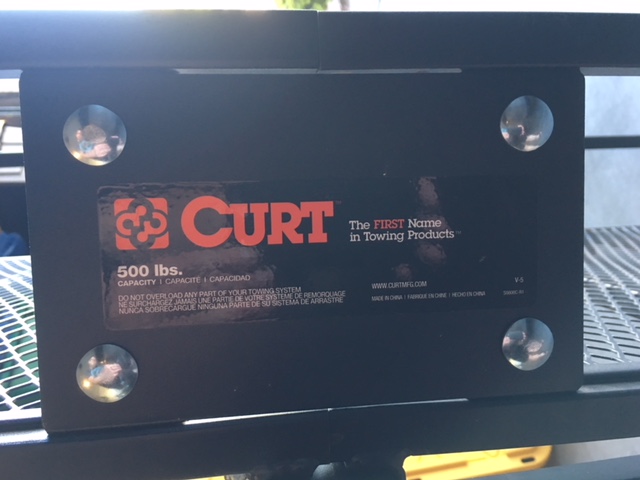 CURT
The FIRST Name
in Towing Products™
500 lbs.
CAPACITY | CAPACITÉ | CAPACIDAD
DO NOT OVERLOAD ANY PART OF YOUR TOWING SYSTEM
NE SURCHARGEZ JAMAIS UNE PARTIE DE VOTRE SYSTÈME DE REMORQUAGE
NUNCA SOBRECARGUE NINGUNA PARTE DE SU SISTEMA DE ARRASTRE
WWW.CURTMFG.COM
V-5
MADE IN CHINA | FABRIQUÉ EN CHINE | HECHO EN CHINA